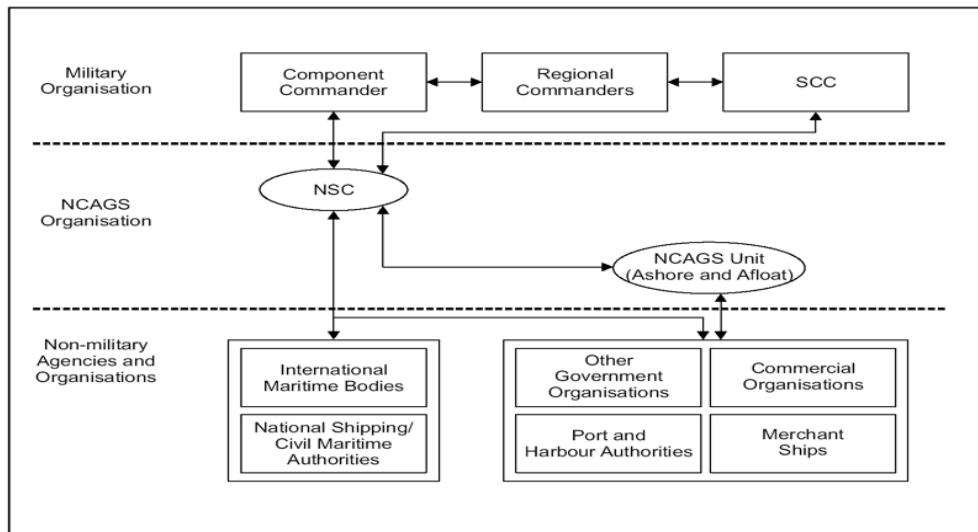 Military
Organisation
Component
Commander
Regional
Commanders
SCC
NCAGS
Organisation
NSC
NCAGS Unit
(Ashore and Afloat)
Non-military
Agencies and
Organisations
International
Maritime Bodies
National Shipping/
Civil Maritime
Authorities
Other
Government
Organisations
Commercial
Organisations
Port and
Harbour Authorities
Merchant
Ships